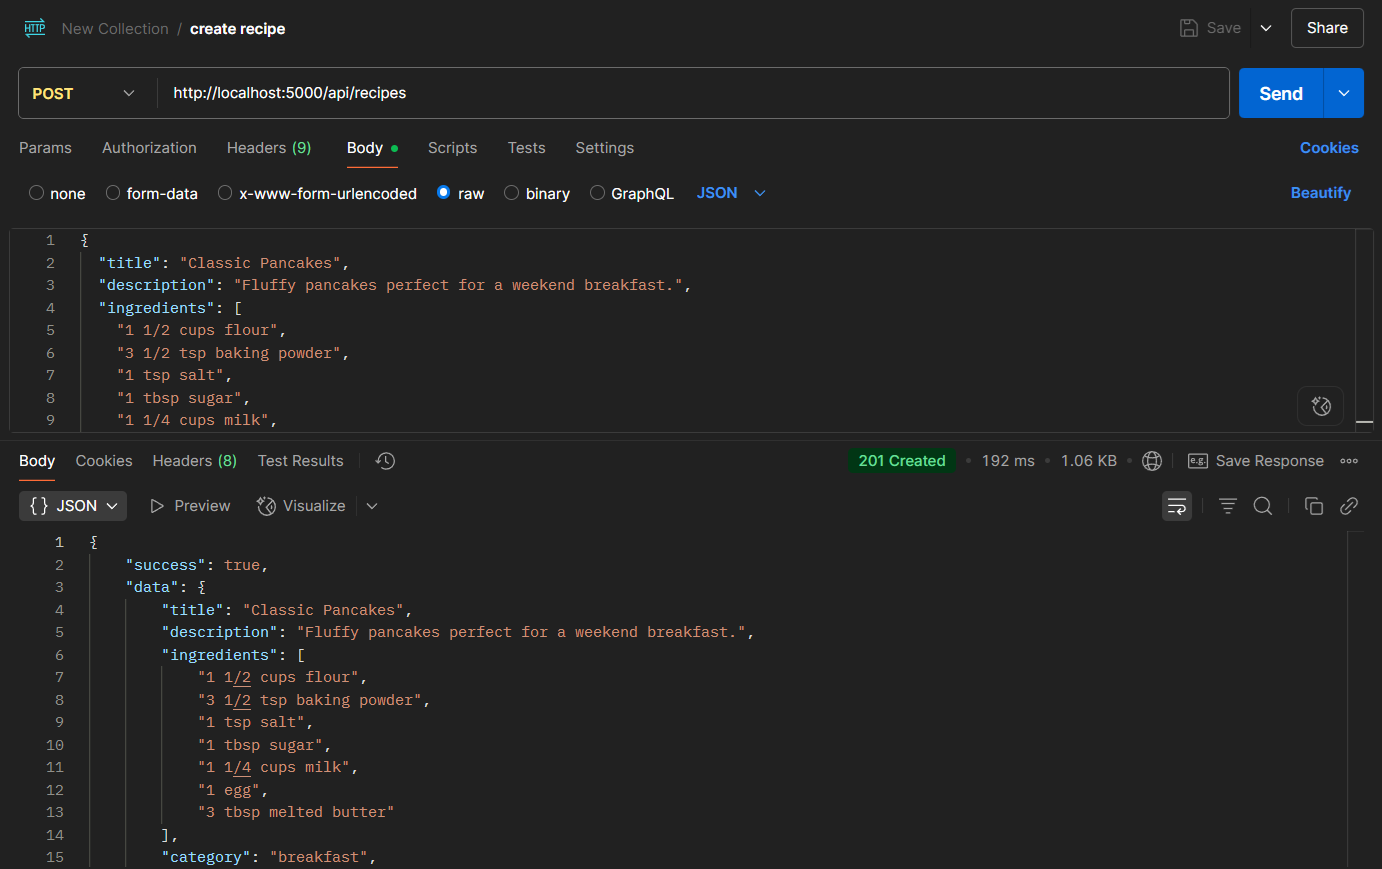 HTTP New Collection / create recipe Save Share
POST http://localhost:5000/api/recipes Send
Params Authorization Headers (9) Body Scripts Tests Settings Cookies
none form-data x-www-form-urlencoded raw binary GraphQL JSON Beautify
1 {
2 "title": "Classic Pancakes",
3 "description": "Fluffy pancakes perfect for a weekend breakfast.",
4 "ingredients": [
5 "1 1/2 cups flour",
6 "3 1/2 tsp baking powder",
7 "1 tsp salt",
8 "1 tbsp sugar",
9 "1 1/4 cups milk",
Body Cookies Headers (8) Test Results 201 Created • 192 ms • 1.06 KB • e.g. Save Response
{} JSON Preview Visualize
1 {
2 "success": true,
3 "data": {
4 "title": "Classic Pancakes",
5 "description": "Fluffy pancakes perfect for a weekend breakfast.",
6 "ingredients": [
7 "1 1/2 cups flour",
8 "3 1/2 tsp baking powder",
9 "1 tsp salt",
10 "1 tbsp sugar",
11 "1 1/4 cups milk",
12 "1 egg",
13 "3 tbsp melted butter"
14 ],
15 "category": "breakfast",